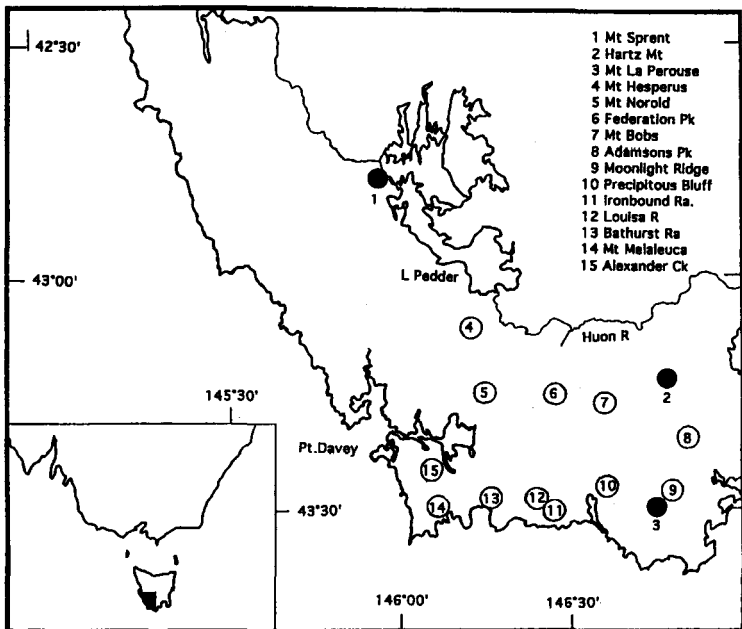 42°30'
1 Mt Sprent
2 Hartz Mt
3 Mt La Perouse
4 Mt Hesperus
5 Mt Norold
6 Federation Pk
7 Mt Bobs
8 Adamsons Pk
9 Moonlight Ridge
10 Precipitous Bluff
11 Ironbound Ra.
12 Louisa R
13 Bathurst Ra
14 Mt Melaleuca
15 Alexander Ck
1
L Pedder
43°00'
4
Huon R
145°30'
2
5
6
7
8
Pt.Davey
15
10
9
14
13
12
11
3
43°30'
146°00'
146°30'